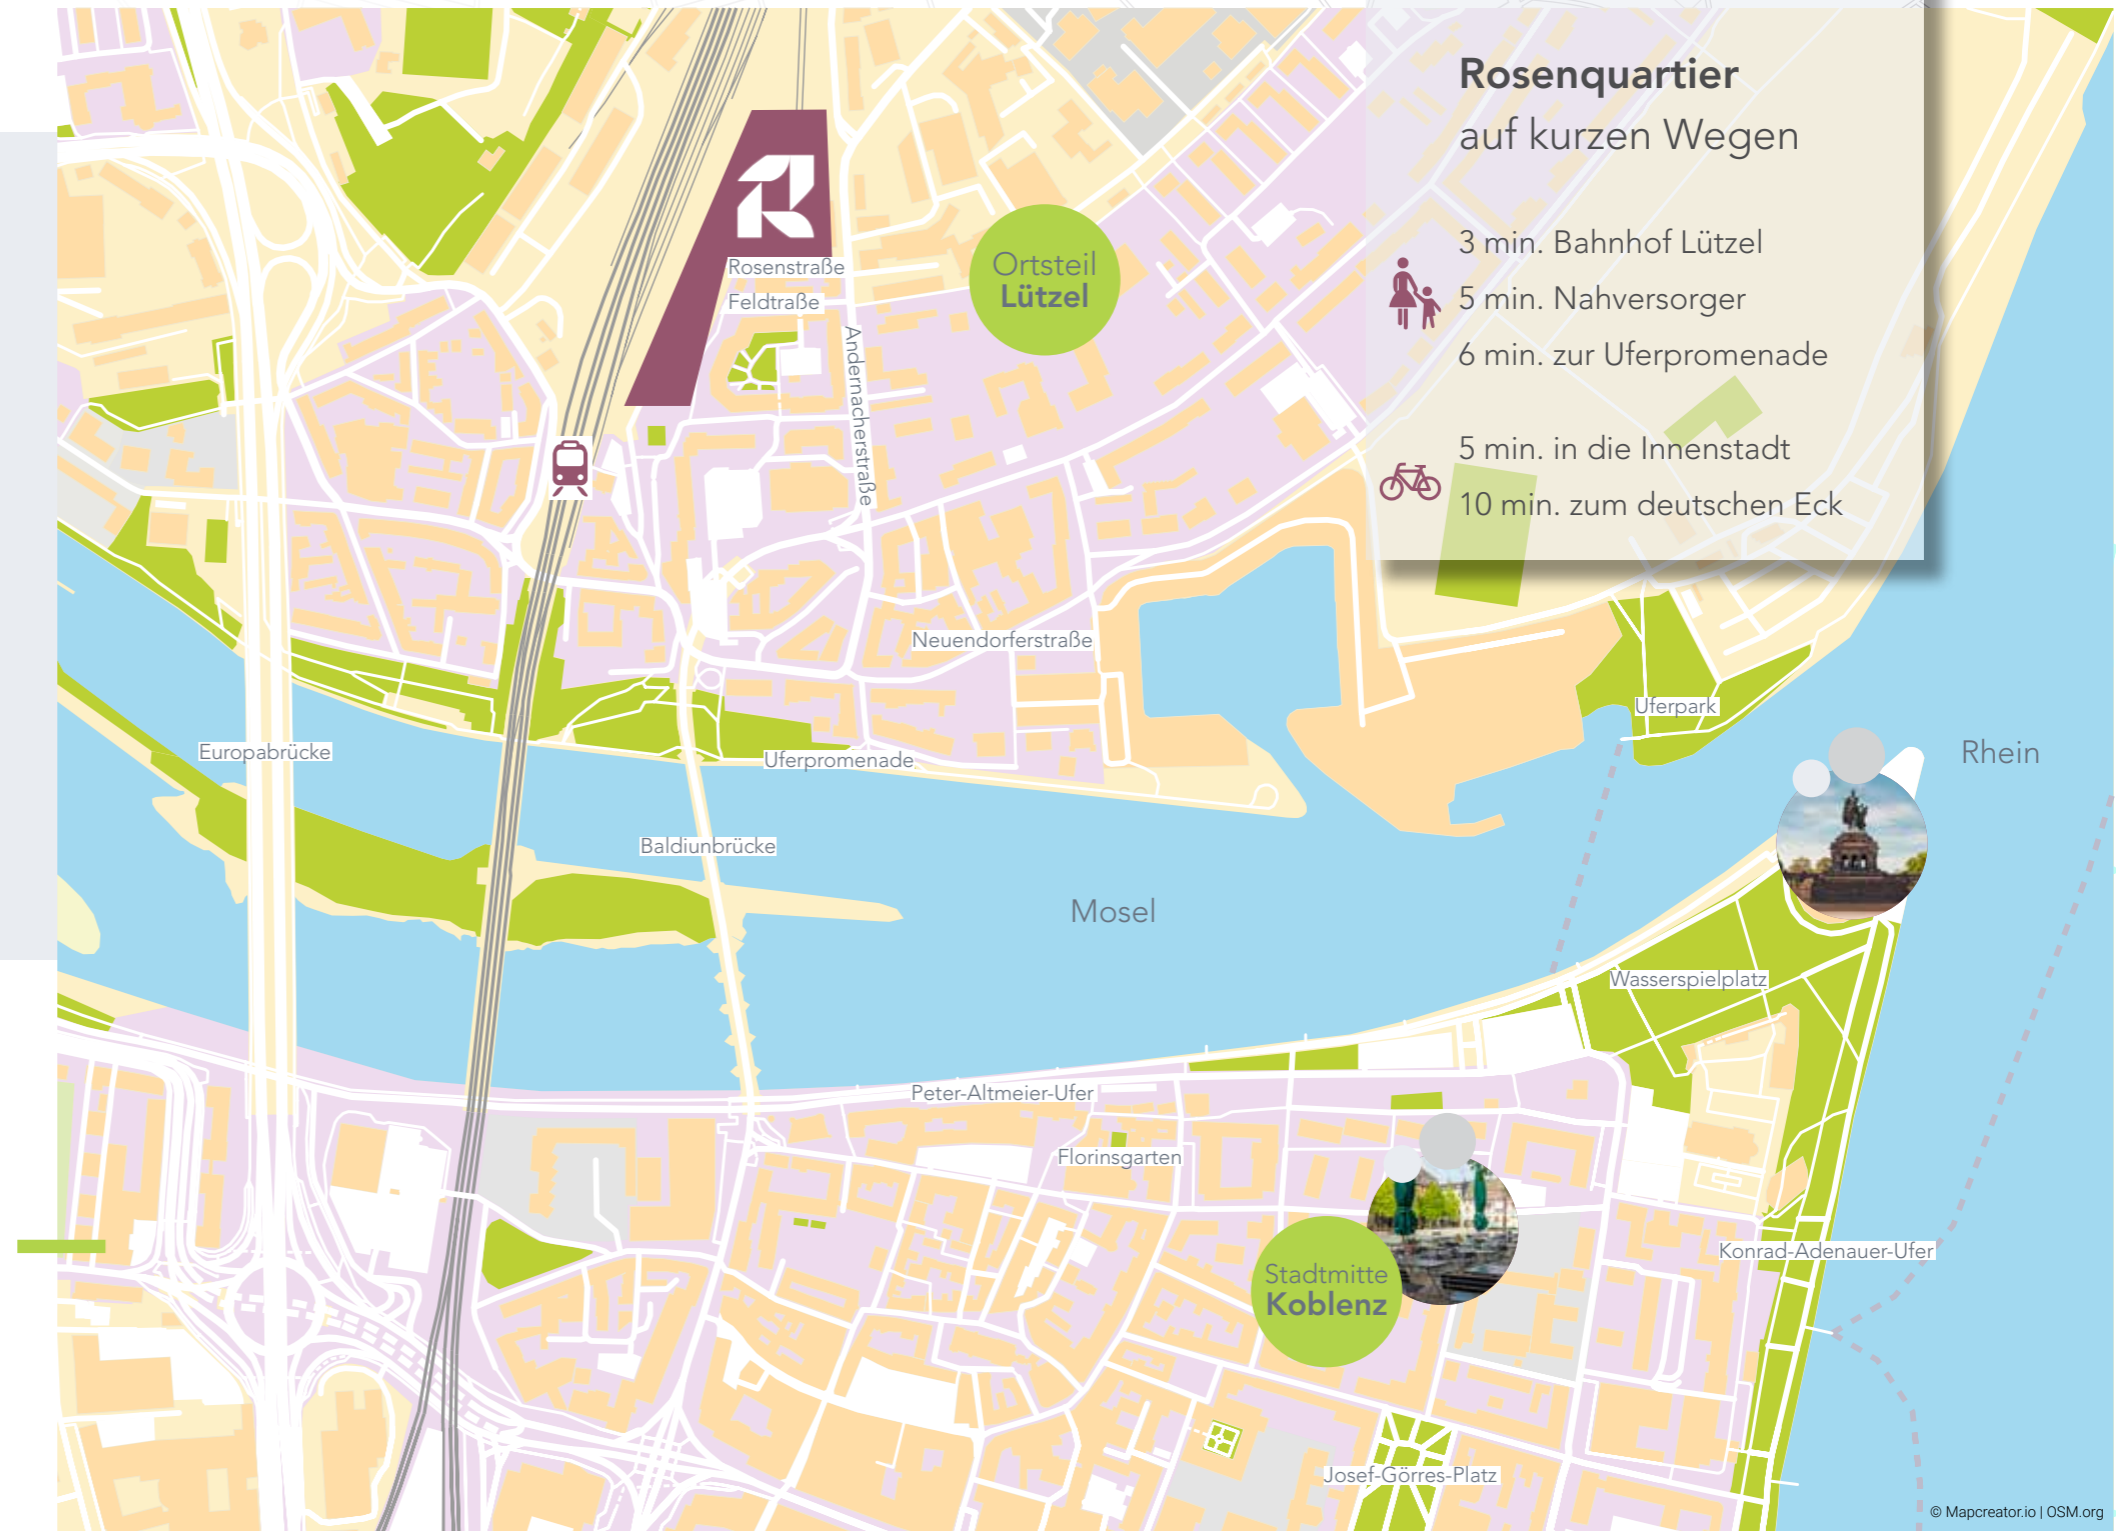 Rosenquartier
auf kurzen Wegen
3 min. Bahnhof Lützel
5 min. Nahversorger
6 min. zur Uferpromenade
5 min. in die Innenstadt
10 min. zum deutschen Eck
Rosenstraße
Feldtraße
Andernacherstraße
Ortsteil
Lützel
Neuendorferstraße
Uferpark
Europabrücke
Uferpromenade
Rhein
Baldiunbrücke
Mosel
Wasserspielplatz
Peter-Altmeier-Ufer
Florinsgarten
Konrad-Adenauer-Ufer
Stadtmitte
Koblenz
Josef-Görres-Platz
© Mapcreator.io | OSM.org